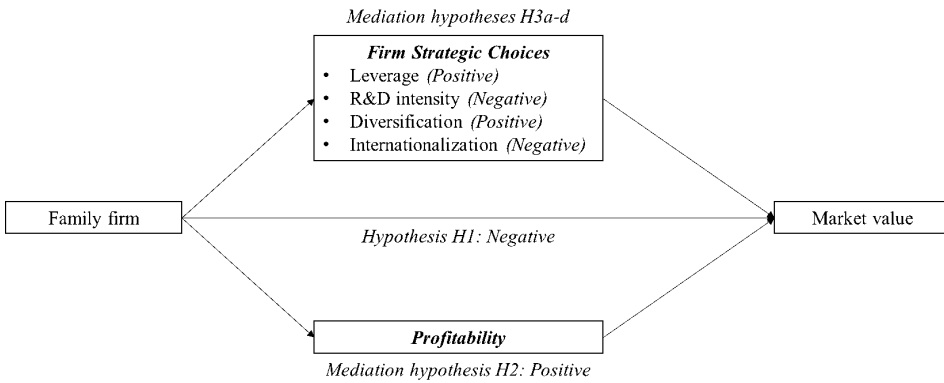 Mediation hypotheses H3a-d
Firm Strategic Choices
• Leverage (Positive)
• R&D intensity (Negative)
• Diversification (Positive)
• Internationalization (Negative)
Family firm
Market value
Hypothesis H1: Negative
Profitability
Mediation hypothesis H2: Positive